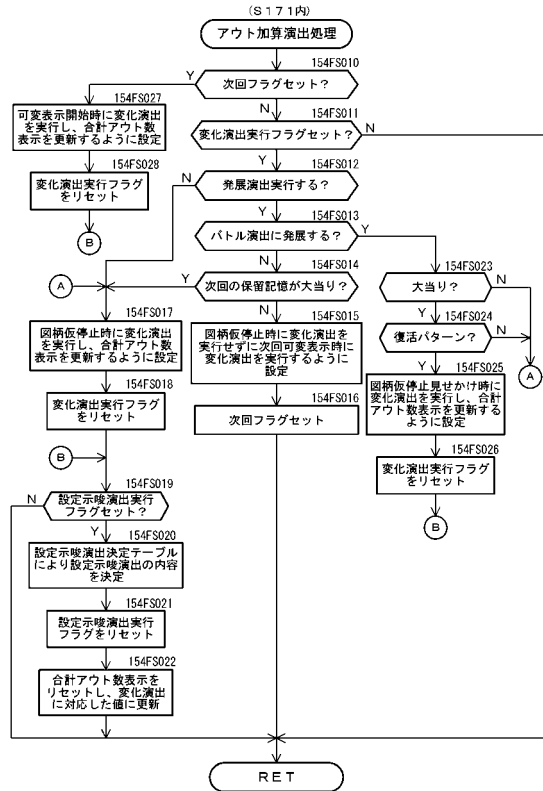 (S171内)
アウト加算演出処理
154FS010
次回フラグセット?
Y
N
154FS027
可変表示開始時に変化演出
を実行し、合計アウト数
表示を更新するように設定
154FS028
変化演出実行フラグ
をリセット
B
154FS011
変化演出実行フラグセット?
N
Y
154FS012
発展演出実行する?
N
Y
154FS013
バトル演出に発展する?
Y
N
154FS014
次回の保留記憶が大当り?
Y
N
A
154FS023
大当り?
N
Y
154FS024
復活パターン?
N
Y
A
154FS017
図柄仮停止時に変化演出
を実行し、合計アウト数
表示を更新するように設定
154FS018
変化演出実行フラグ
をリセット
154FS015
図柄仮停止時に変化演出を
実行せずに次回可変表示時に
変化演出を実行するように
設定
154FS016
次回フラグセット
154FS025
図柄仮停止見せかけ時に
変化演出を実行し、合計
アウト数表示を更新する
ように設定
154FS026
変化演出実行フラグ
をリセット
B
B
154FS019
設定示唆演出実行
フラグセット?
N
Y
154FS020
設定示唆演出決定テーブル
により設定示唆演出の内容
を決定
154FS021
設定示唆演出実行
フラグをリセット
154FS022
合計アウト数表示を
リセットし、変化演出
に対応した値に更新
RET